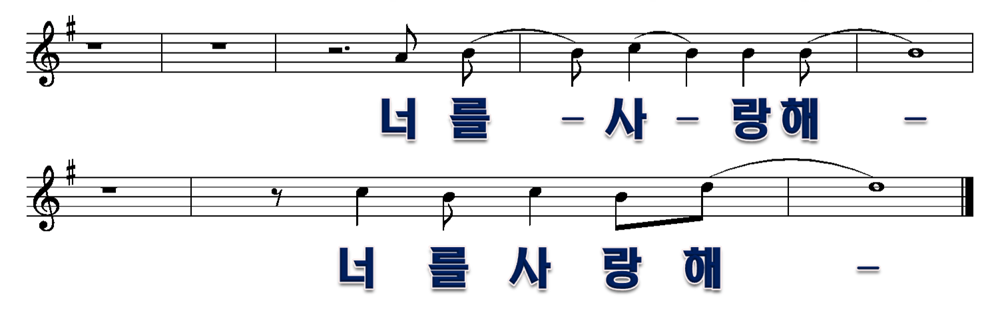 너 를 – 사 – 랑 해 –
너 를 사 랑 해 –